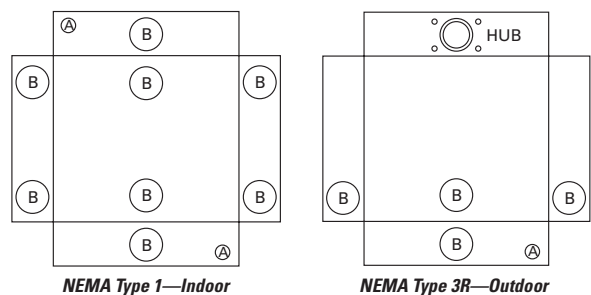 A B
B B B
B B B
B A
NEMA Type 1—Indoor
HUB
B B B
B A
NEMA Type 3R—Outdoor